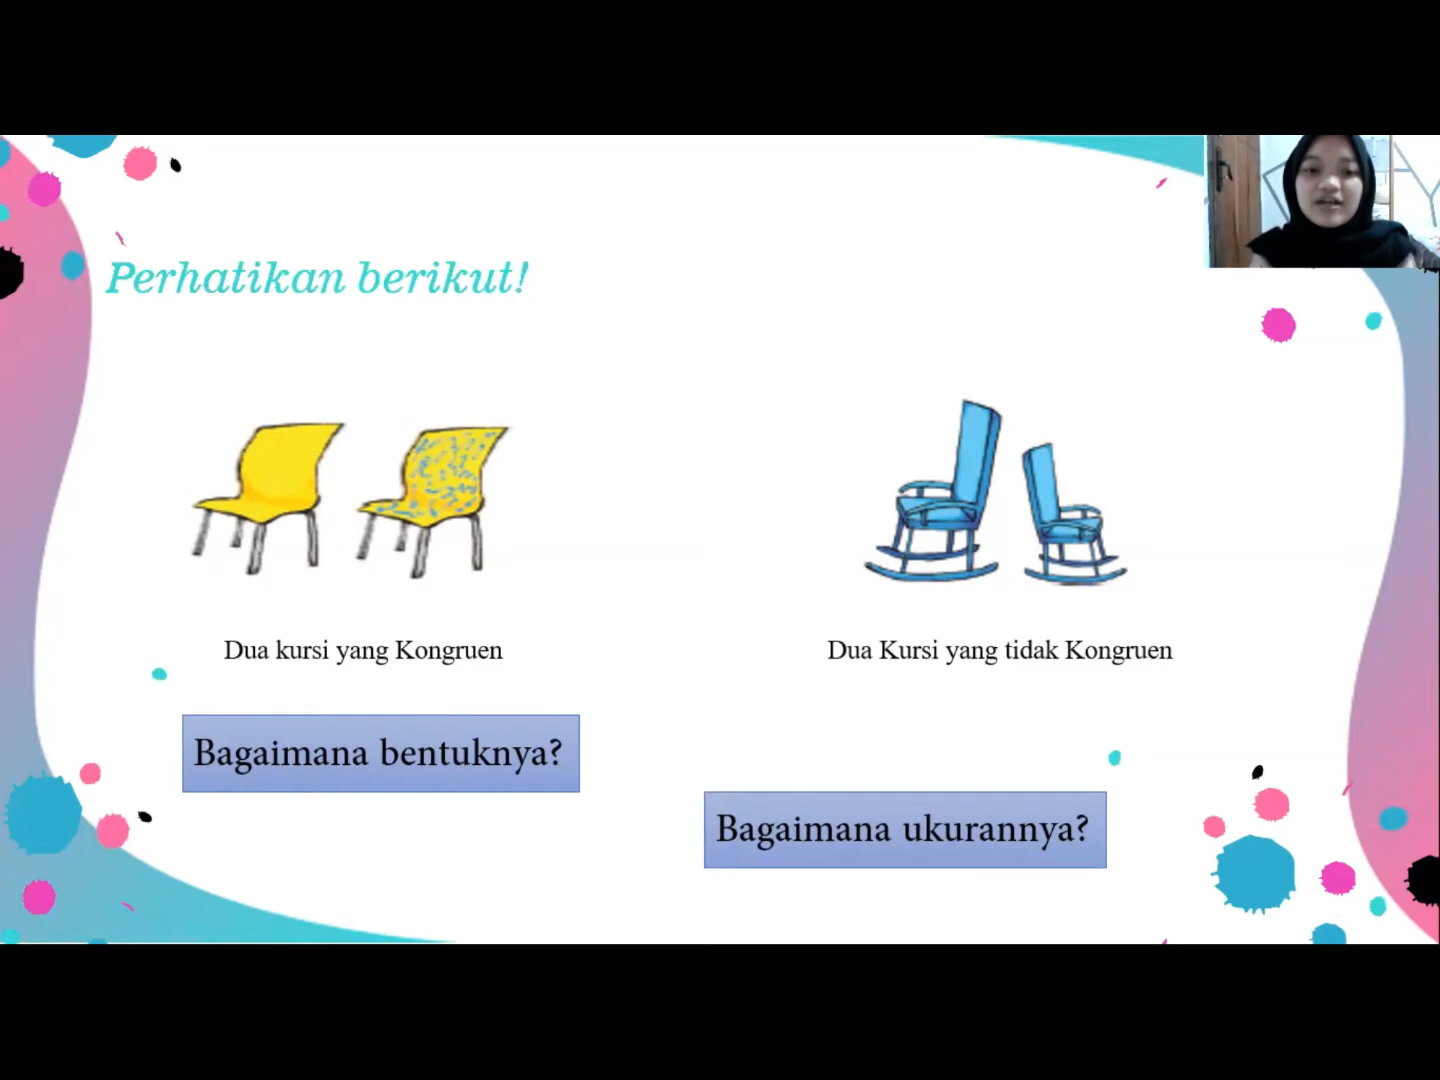 Perhatikan berikut!
Dua kursi yang Kongruen
Dua Kursi yang tidak Kongruen
Bagaimana bentuknya?
Bagaimana ukurannya?